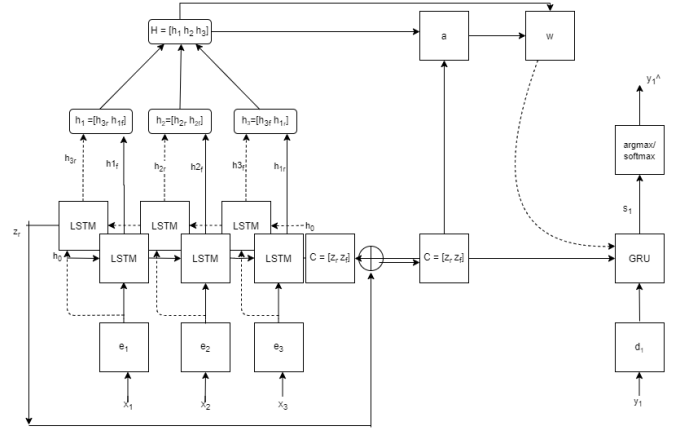 H = [h₁ h₂ h₃]
a
w
y₁^
h₁ =[h₃ᵣ h₁f]
h₂=[h₂ᵣ h₂f]
h₃=[h₃f h₁ᵣ]
argmax/
softmax
h₃ᵣ
h1f
h₂ᵣ
h2f
h3f
h₁ᵣ
s₁
LSTM
LSTM
LSTM
h₀
zᵣ
h₀
LSTM
LSTM
LSTM
C = [zᵣ zf]
C = [zᵣ zf]
GRU
e₁
e₂
e₃
d₁
x₁
x₂
x₃
y₁